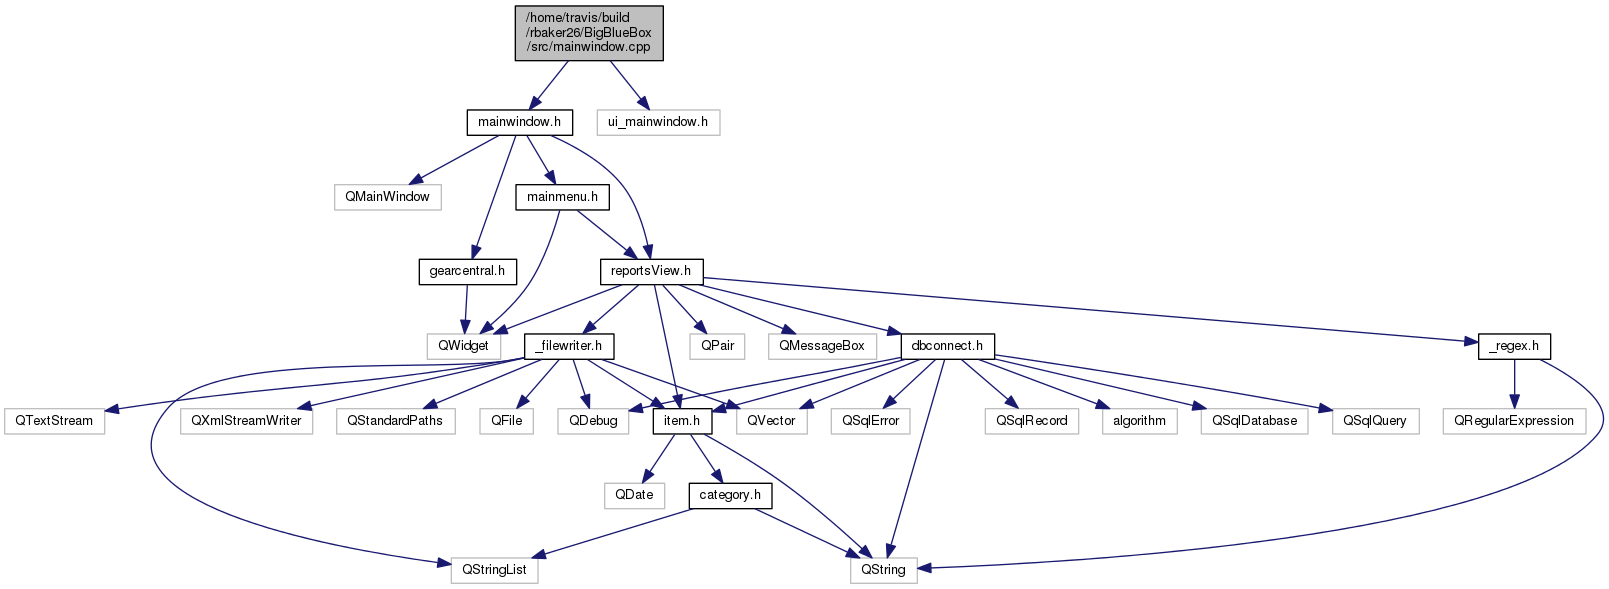 /home/travis/build
/rbaker26/BigBlueBox
/src/mainwindow.cpp
mainwindow.h
ui_mainwindow.h
QMainWindow
mainmenu.h
gearcentral.h
reportsView.h
QWidget
_filewriter.h
QPair
QMessageBox
dbconnect.h
_regex.h
QTextStream
QXmlStreamWriter
QStandardPaths
QFile
QDebug
item.h
QVector
QSqlError
QSqlRecord
algorithm
QSqlDatabase
QSqlQuery
QRegularExpression
QDate
category.h
QStringList
QString